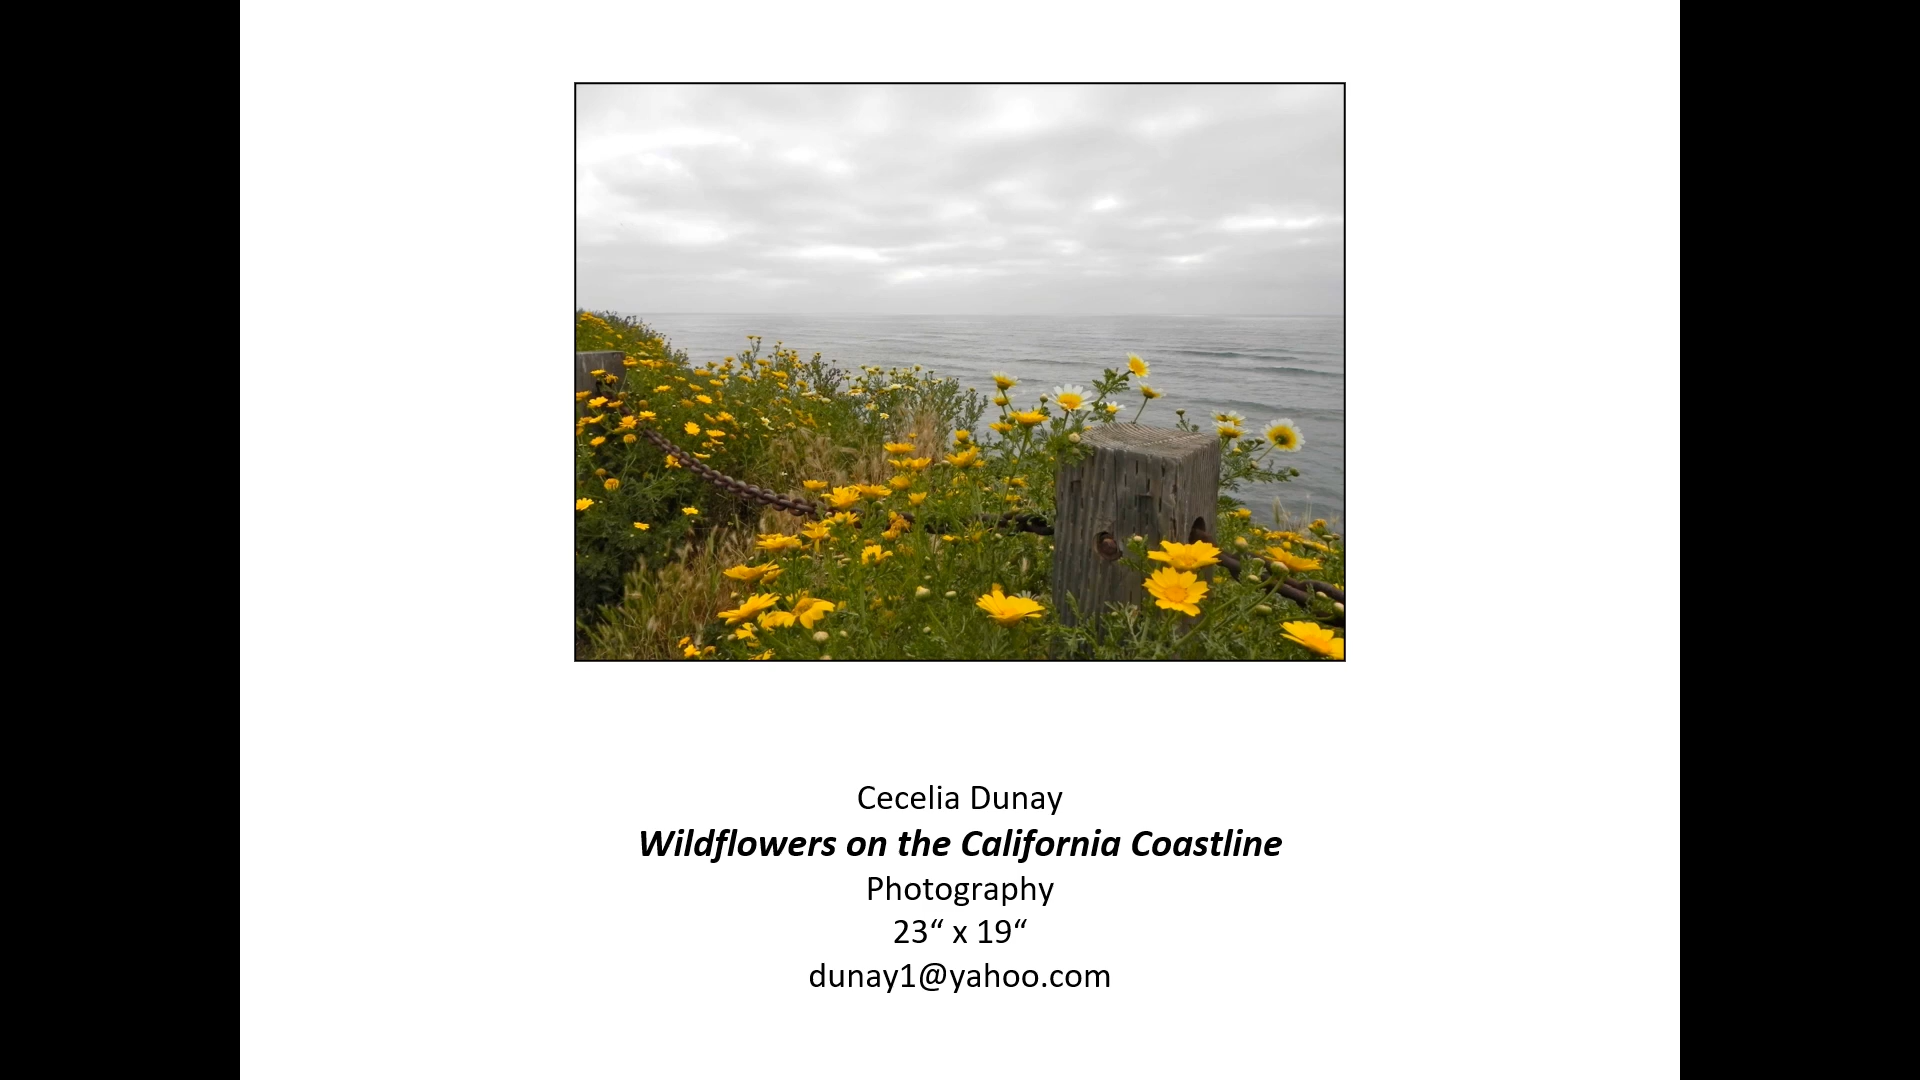 Cecelia Dunay
Wildflowers on the California Coastline
Photography
23“ x 19“
dunay1@yahoo.com